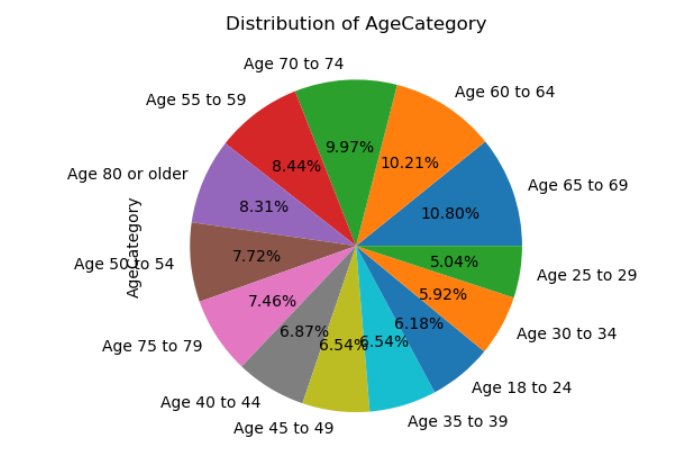 Distribution of AgeCategory
Age 70 to 74
Age 60 to 64
Age 55 to 59
9.97%
10.21%
8.44%
Age 80 or older
Age 65 to 69
8.31%
10.80%
AgeCategory
Age 50 to 54
7.72%
5.04%
Age 25 to 29
7.46%
5.92%
6.87%
6.18%
Age 30 to 34
6.54%
6.54%
Age 75 to 79
Age 18 to 24
Age 40 to 44
Age 35 to 39
Age 45 to 49